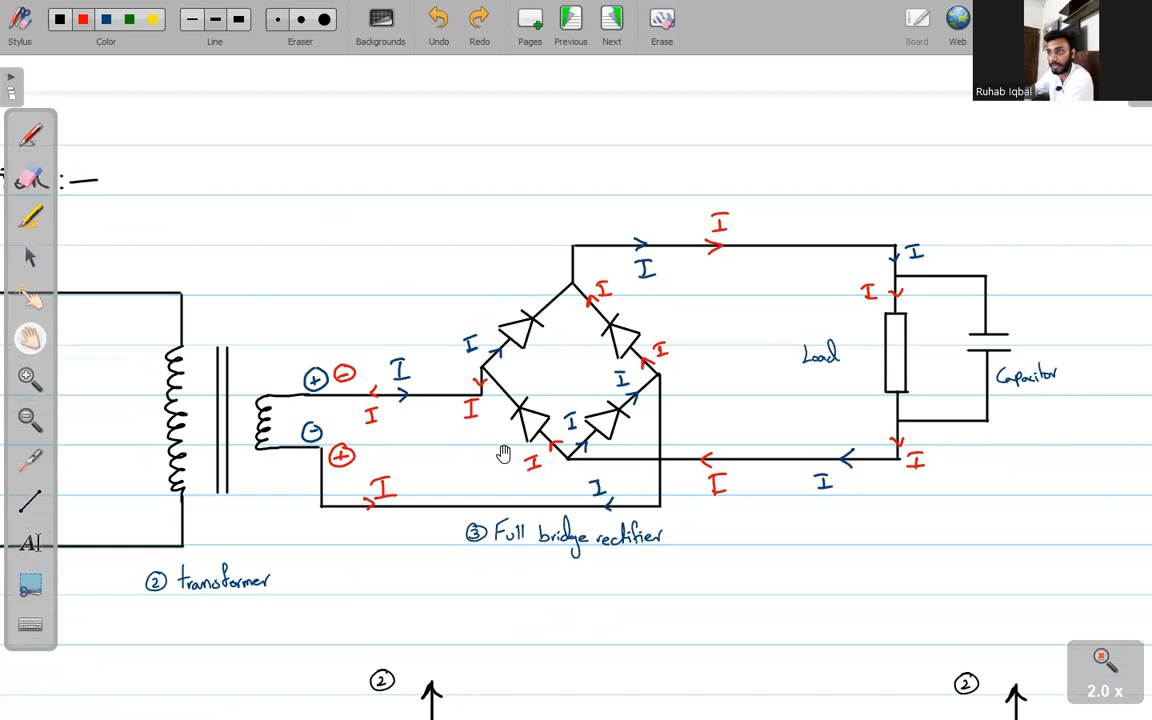 Stylus Color Line Eraser Backgrounds Undo Redo Pages Previous Next Erase Board Web
Ruhab Iqbal
:—
I
I I
I I
I I I
Load
I
+ − I
Capacitor
I I
I
−
I I
+
I I
I I
③ Full bridge rectifier
② transformer
AI
2.0 x
② ②